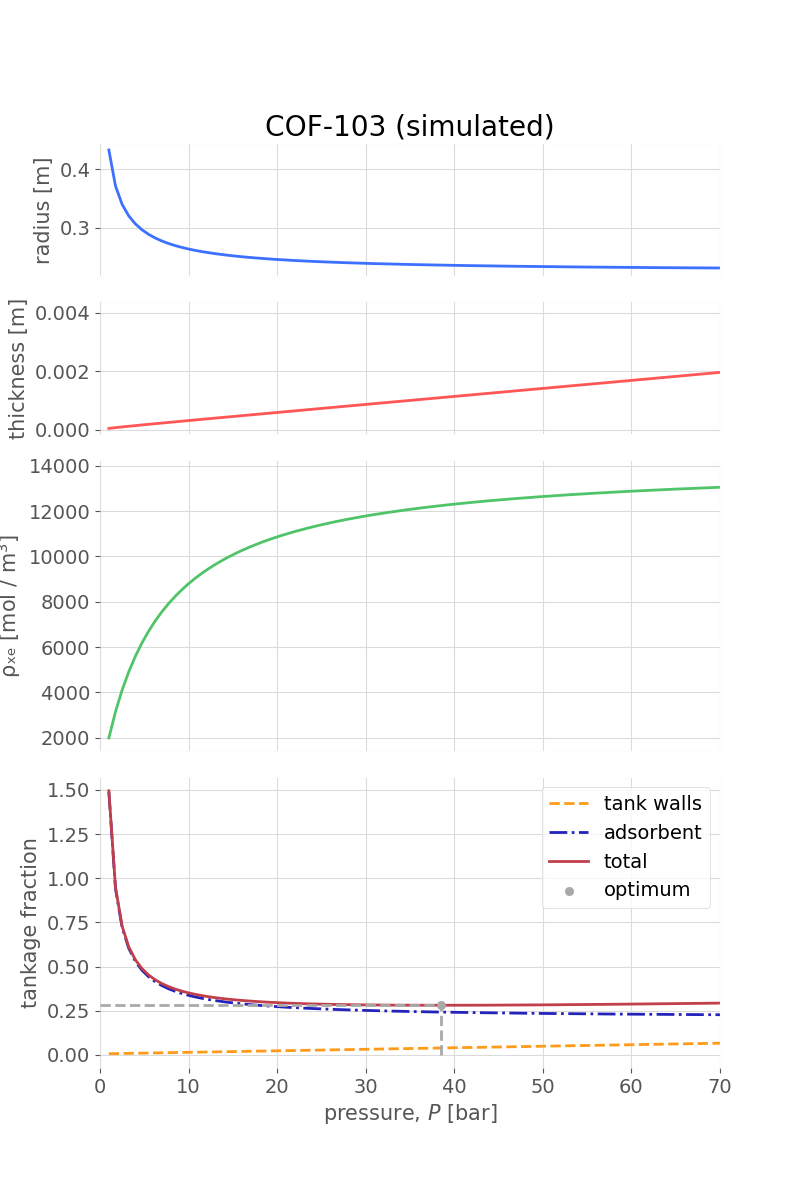 COF-103 (simulated)
radius [m]
0.4
0.3
thickness [m]
0.004
0.002
0.000
ρₓₑ [mol / m³]
14000
12000
10000
8000
6000
4000
2000
tankage fraction
1.50
1.25
1.00
0.75
0.50
0.25
0.00
tank walls
adsorbent
total
optimum
0 10 20 30 40 50 60 70
pressure, P [bar]